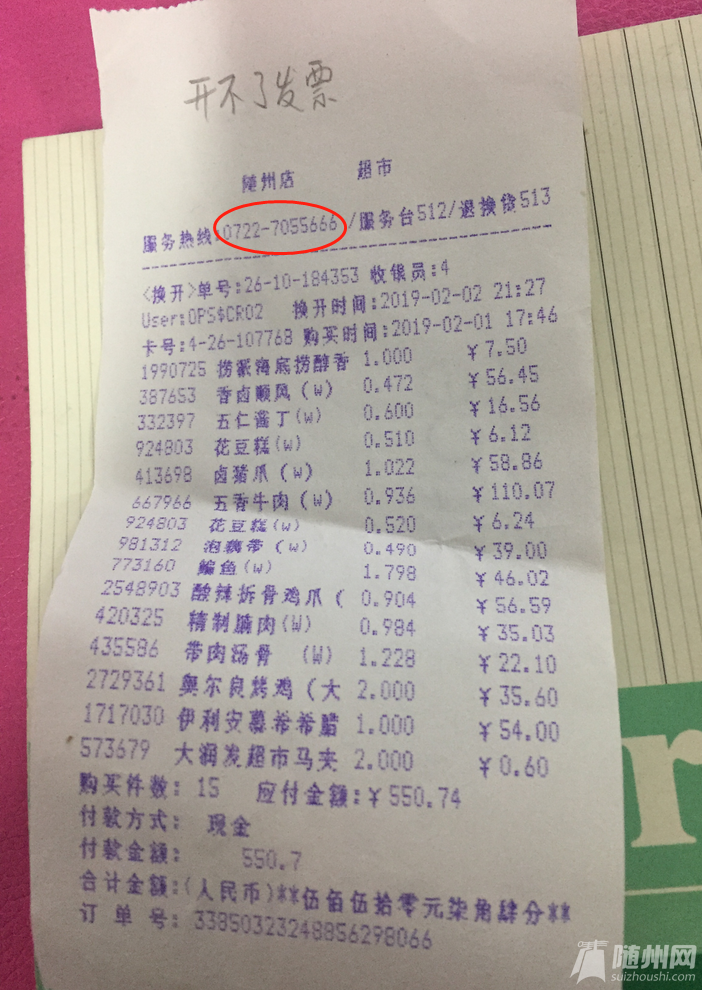 开不了发票
随州店 超市
服务热线:0722-7055666 /服务台512/退换货513
<换开>单号:26-10-184353 收银员:4
User:OPS$CR02 换开时间:2019-02-02 21:27
卡号:4-26-107768 购买时间:2019-02-01 17:46
1990725 捞派海底捞醇香 1.000 ¥7.50
387653 香卤顺风(W) 0.472 ¥56.45
332397 五仁酱丁(W) 0.600 ¥16.56
924803 花豆糕(W) 0.510 ¥6.12
413698 卤猪爪(W) 1.022 ¥58.86
667966 五香牛肉(W) 0.936 ¥110.07
924803 花豆糕(W) 0.520 ¥6.24
981312 泡藕带(W) 0.490 ¥39.00
773160 鳊鱼(W) 1.798 ¥46.02
2548903 酸辣拆骨鸡爪( 0.904 ¥56.59
420325 精制腩肉(W) 0.984 ¥35.03
435586 带肉汤骨 (W) 1.228 ¥22.10
2729361 奥尔良烤鸡(大 2.000 ¥35.60
1717030 伊利安慕希希腊 1.000 ¥54.00
573679 大润发超市马夹 2.000 ¥0.60
购买件数: 15 应付金额:¥550.74
付款方式: 现金
付款金额: 550.7
合计金额:(人民币)**伍佰伍拾零元柒角肆分**
订 单 号: 33850323248856298066
r
随州网
suizhoushi.com